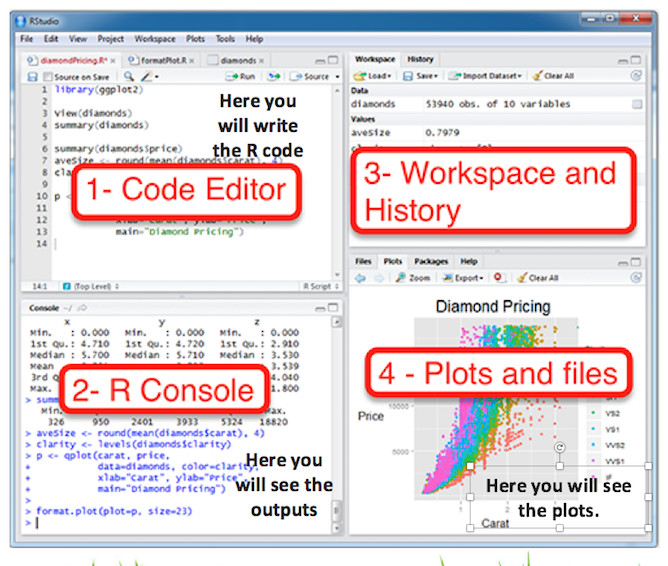 RStudio
File Edit View Project Workspace Plots Tools Help
diamondPricing.R* × formatPlot.R × diamonds ×
Source on Save Run Source
1 library(ggplot2)
2
3 view(diamonds)
4 summary(diamonds)
5
6 summary(diamonds$price)
7 aveSize <- round(mean(diamonds$carat), 4)
8 cla
9
10 p <
11
12 xlab="Carat", ylab="Price",
13 main="Diamond Pricing")
14
Here you
will write
the R code
1- Code Editor
14:1 (Top Level) R Script
Workspace History
Load Save Import Dataset Clear All
Data
diamonds 53940 obs. of 10 variables
Values
aveSize 0.7979
3- Workspace and
History
Console ~/
x y z
Min. : 0.000 Min. : 0.000 Min. : 0.000
1st Qu.: 4.710 1st Qu.: 4.720 1st Qu.: 2.910
Median : 5.700 Median : 5.710 Median : 3.530
Mean 3.539
3rd Q 4.040
Max. 1.800
2- R Console
> summ
Min.
326 950 2401 3933 5324 18820
> aveSize <- round(mean(diamonds$carat), 4)
> clarity <- levels(diamonds$clarity)
> p <- qplot(carat, price,
+ data=diamonds, color=clarity,
+ xlab="Carat", ylab="Price",
+ main="Diamond Pricing")
>
> format.plot(plot=p, size=23)
>
Here you
will see the
outputs
Files Plots Packages Help
Zoom Export Clear All
Diamond Pricing
4 - Plots and files
Price
10000
5000
VS2
VS1
VVS2
VVS1
1 2
Carat
Here you will see
the plots.